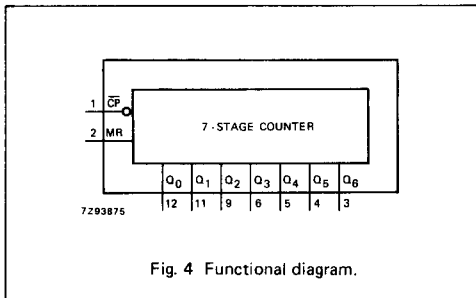 1 C̅P̅
7-STAGE COUNTER
2 MR
Q0 Q1 Q2 Q3 Q4 Q5 Q6
7Z93875
12 11 9 6 5 4 3
Fig. 4 Functional diagram.